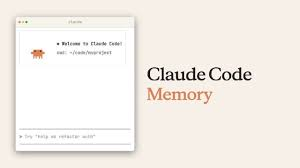 claude
✱ Welcome to Claude Code!
cwd: ~/code/myproject
> Try "help me refactor auth"
Claude Code
Memory